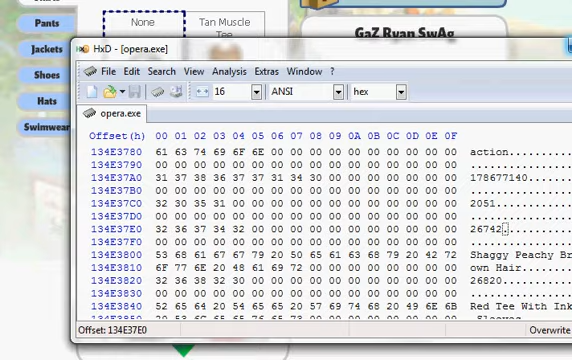 Pants
Jackets
Shoes
Hats
Swimwear
None
Tan Muscle
Tee
GaZ Ryan SwAg
HxD - [opera.exe]
File Edit Search View Analysis Extras Window ?
16 ANSI hex
opera.exe
Offset(h) 00 01 02 03 04 05 06 07 08 09 0A 0B 0C 0D 0E 0F
134E3780 61 63 74 69 6F 6E 00 00 00 00 00 00 00 00 00 00 action..........
134E3790 00 00 00 00 00 00 00 00 00 00 00 00 00 00 00 00 ................
134E37A0 31 37 38 36 37 37 31 34 30 00 00 00 00 00 00 00 178677140.......
134E37B0 00 00 00 00 00 00 00 00 00 00 00 00 00 00 00 00 ................
134E37C0 32 30 35 31 00 00 00 00 00 00 00 00 00 00 00 00 2051............
134E37D0 00 00 00 00 00 00 00 00 00 00 00 00 00 00 00 00 ................
134E37E0 32 36 37 34 32 00 00 00 00 00 00 00 00 00 00 00 26742...........
134E37F0 00 00 00 00 00 00 00 00 00 00 00 00 00 00 00 00 ................
134E3800 53 68 61 67 67 79 20 50 65 61 63 68 79 20 42 72 Shaggy Peachy Br
134E3810 6F 77 6E 20 48 61 69 72 00 00 00 00 00 00 00 00 own Hair........
134E3820 32 36 38 32 30 00 00 00 00 00 00 00 00 00 00 00 26820...........
134E3830 00 00 00 00 00 00 00 00 00 00 00 00 00 00 00 00 ................
134E3840 52 65 64 20 54 65 65 20 57 69 74 68 20 49 6E 6B Red Tee With Ink
Offset: 134E37E0 Overwrite